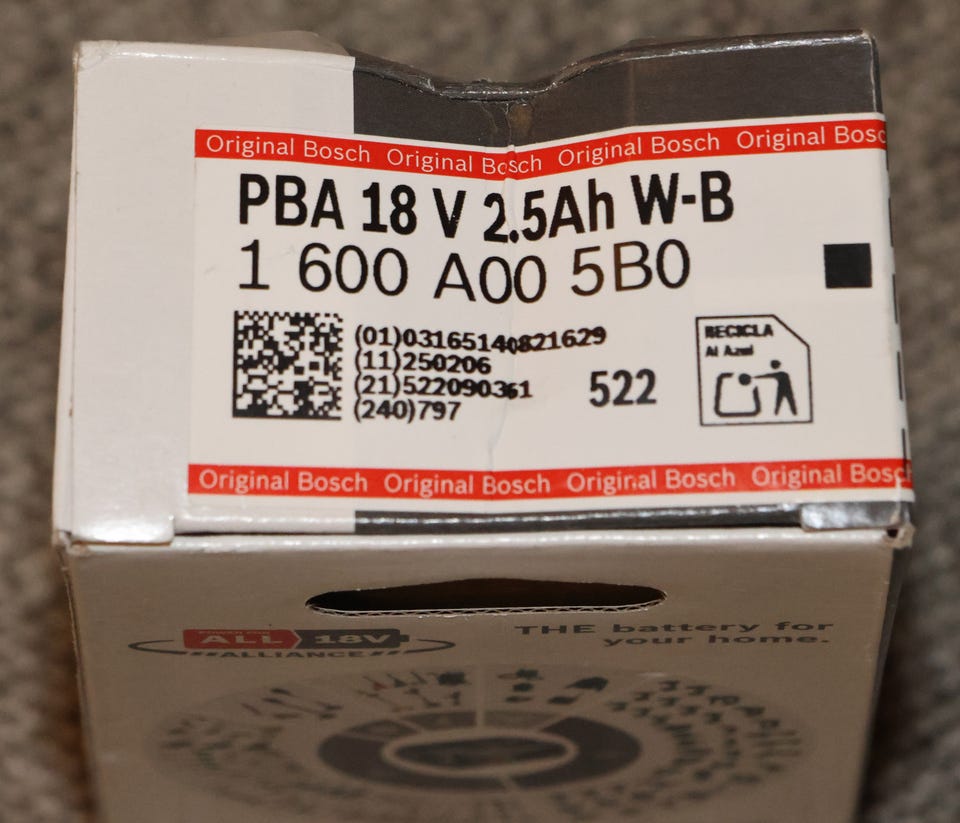 Original Bosch Original Bosch Original Bosch Original Bosc
PBA 18 V 2.5Ah W-B
1 600 A00 5B0
(01)03165140821629
(11)250206
(21)522090361
(240)797
522
RECICLA
Al Azul
Original Bosch Original Bosch Original Bosch Original Bosc
ALL 18V
ALLIANCE
THE battery for
your home.